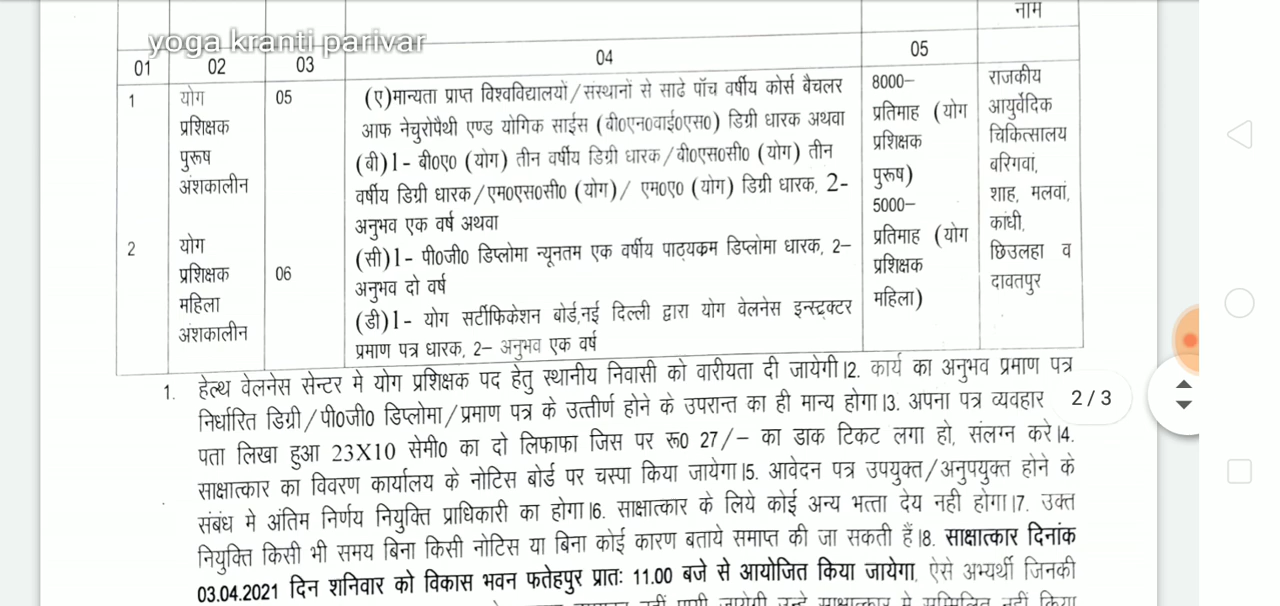 नाम
yoga kranti parivar
01 02 03 04 05
1 योग प्रशिक्षक पुरूष अंशकालीन
05
(ए)मान्यता प्राप्त विश्वविद्यालयों/संस्थानों से साढे पॉच वर्षीय कोर्स बैचलर
आफ नेचुरोपैथी एण्ड योगिक साईंस (बी0एन0वाई0एस0) डिग्री धारक अथवा
(बी)1- बी0ए0 (योग) तीन वर्षीय डिग्री धारक/बी0एस0सी0 (योग) तीन
वर्षीय डिग्री धारक/एम0एस0सी0 (योग)/ एम0ए0 (योग) डिग्री धारक, 2-
अनुभव एक वर्ष अथवा
(सी)1- पी0जी0 डिप्लोमा न्यूनतम एक वर्षीय पाठ्यक्रम डिप्लोमा धारक, 2-
अनुभव दो वर्ष
(डी)1- योग सर्टीफिकेशन बोर्ड,नई दिल्ली द्वारा योग वेलनेस इन्स्ट्रक्टर
प्रमाण पत्र धारक, 2- अनुभव एक वर्ष
8000-
प्रतिमाह (योग
प्रशिक्षक
पुरूष)
5000-
प्रतिमाह (योग
प्रशिक्षक
महिला)
राजकीय
आयुर्वेदिक
चिकित्सालय
बरिगवां,
शाह, मलवां,
कांधी,
छिउलहा व
दावतपुर
2 योग प्रशिक्षक महिला अंशकालीन
06
1. हेल्थ वेलनेस सेन्टर मे योग प्रशिक्षक पद हेतु स्थानीय निवासी को वारीयता दी जायेगी।2. कार्य का अनुभव प्रमाण पत्र
निर्धारित डिग्री/पी0जी0 डिप्लोमा/प्रमाण पत्र के उत्तीर्ण होने के उपरान्त का ही मान्य होगा।3. अपना पत्र व्यवहार
2/3
पता लिखा हुआ 23X10 सेमी0 का दो लिफाफा जिस पर रू0 27/- का डाक टिकट लगा हो, संलग्न करे।4.
साक्षात्कार का विवरण कार्यालय के नोटिस बोर्ड पर चस्पा किया जायेगा।5. आवेदन पत्र उपयुक्त/अनुपयुक्त होने के
संबंध मे अंतिम निर्णय नियुक्ति प्राधिकारी का होगा।6. साक्षात्कार के लिये कोई अन्य भत्ता देय नही होगा।7. उक्त
नियुक्ति किसी भी समय बिना किसी नोटिस या बिना कोई कारण बताये समाप्त की जा सकती हैं।8. साक्षात्कार दिनांक
03.04.2021 दिन शनिवार को विकास भवन फतेहपुर प्रातः 11.00 बजे से आयोजित किया जायेगा, ऐसे अभ्यर्थी जिनकी